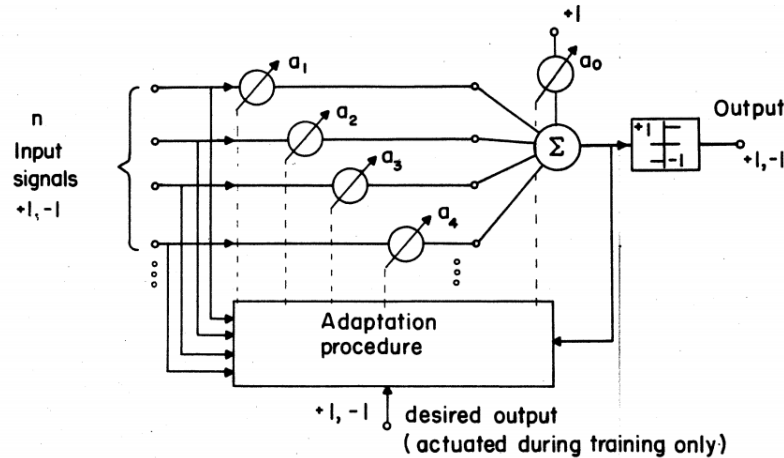 +1
a₁
a₀
a₂
n
Input
signals
+1, -1
Σ
+1
-1
Output
+1, -1
a₃
a₄
Adaptation
procedure
+1, -1
desired output
(actuated during training only)